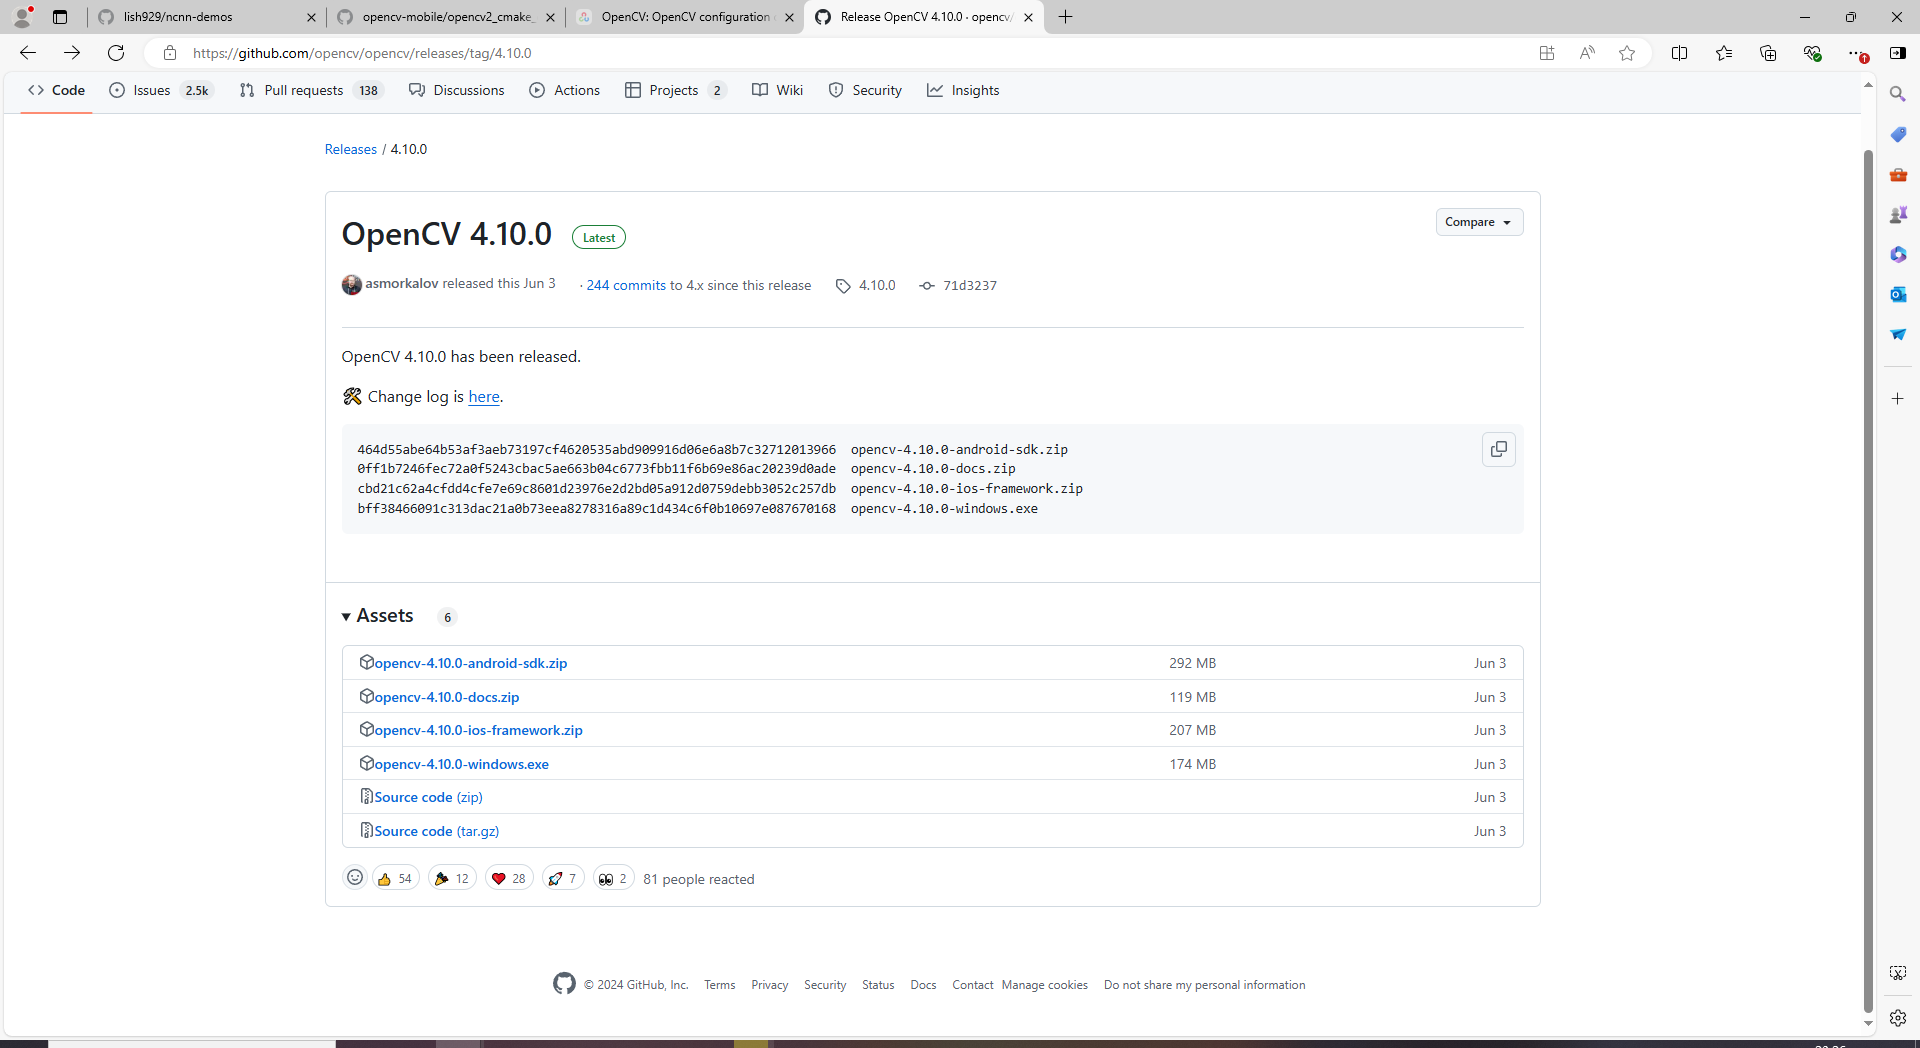 lish929/ncnn-demos
opencv-mobile/opencv2_cmake_
OpenCV: OpenCV configuration
Release OpenCV 4.10.0 · opencv/
https://github.com/opencv/opencv/releases/tag/4.10.0
Code
Issues 2.5k
Pull requests 138
Discussions
Actions
Projects 2
Wiki
Security
Insights
Releases / 4.10.0
OpenCV 4.10.0 Latest
Compare
asmorkalov released this Jun 3 · 244 commits to 4.x since this release 4.10.0 71d3237
OpenCV 4.10.0 has been released.
🛠 Change log is here.
464d55abe64b53af3aeb73197cf4620535abd909916d06e6a8b7c32712013966 opencv-4.10.0-android-sdk.zip
0ff1b7246fec72a0f5243cbac5ae663b04c6773fbb11f6b69e86ac20239d0ade opencv-4.10.0-docs.zip
cbd21c62a4cfdd4cfe7e69c8601d23976e2d2bd05a912d0759debb3052c257db opencv-4.10.0-ios-framework.zip
bff38466091c313dac21a0b73eea8278316a89c1d434c6f0b10697e087670168 opencv-4.10.0-windows.exe
Assets 6
opencv-4.10.0-android-sdk.zip 292 MB Jun 3
opencv-4.10.0-docs.zip 119 MB Jun 3
opencv-4.10.0-ios-framework.zip 207 MB Jun 3
opencv-4.10.0-windows.exe 174 MB Jun 3
Source code (zip) Jun 3
Source code (tar.gz) Jun 3
👍 54 🎉 12 ❤️ 28 🚀 7 👀 2 81 people reacted
© 2024 GitHub, Inc. Terms Privacy Security Status Docs Contact Manage cookies Do not share my personal information